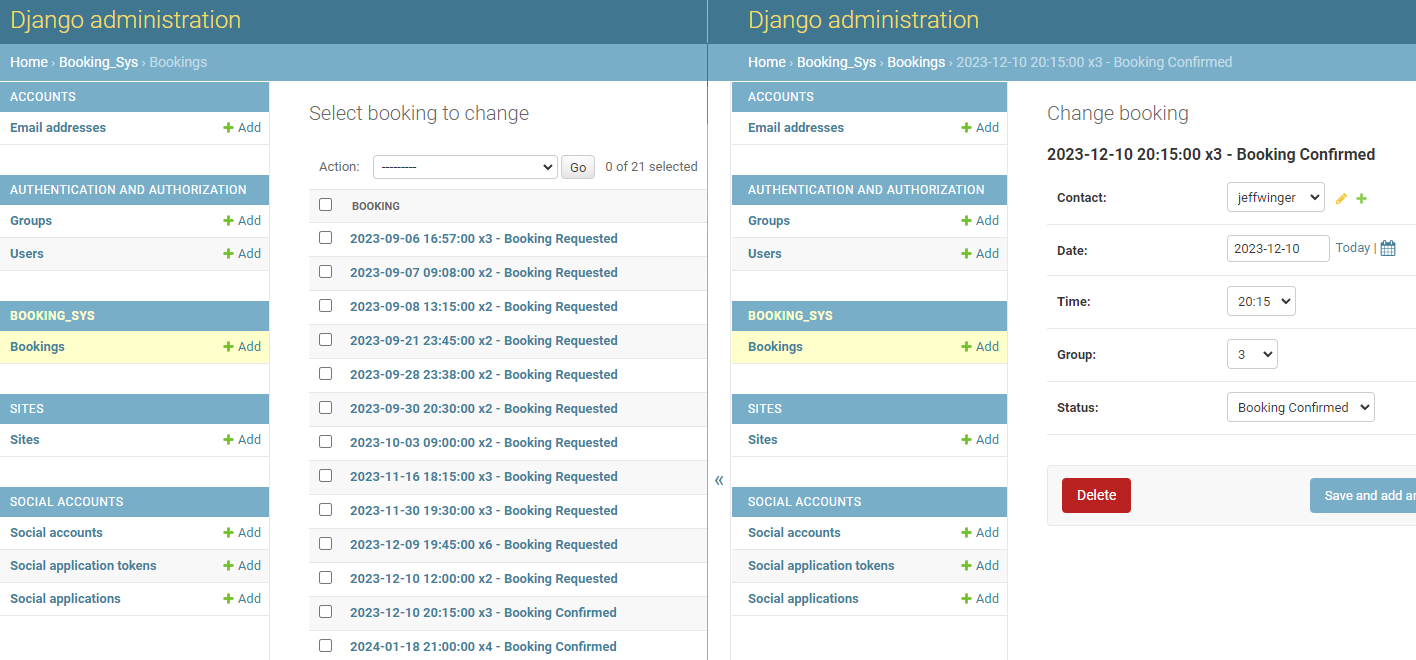 Django administration
Home › Booking_Sys › Bookings
ACCOUNTS
Email addresses + Add
AUTHENTICATION AND AUTHORIZATION
Groups + Add
Users + Add
BOOKING_SYS
Bookings + Add
SITES
Sites + Add
SOCIAL ACCOUNTS
Social accounts + Add
Social application tokens + Add
Social applications + Add
Select booking to change
Action: --------- Go 0 of 21 selected
BOOKING
2023-09-06 16:57:00 x3 - Booking Requested
2023-09-07 09:08:00 x2 - Booking Requested
2023-09-08 13:15:00 x2 - Booking Requested
2023-09-21 23:45:00 x2 - Booking Requested
2023-09-28 23:38:00 x2 - Booking Requested
2023-09-30 20:30:00 x2 - Booking Requested
2023-10-03 09:00:00 x2 - Booking Requested
2023-11-16 18:15:00 x3 - Booking Requested
2023-11-30 19:30:00 x3 - Booking Requested
2023-12-09 19:45:00 x6 - Booking Requested
2023-12-10 12:00:00 x2 - Booking Requested
2023-12-10 20:15:00 x3 - Booking Confirmed
2024-01-18 21:00:00 x4 - Booking Confirmed
Django administration
Home › Booking_Sys › Bookings › 2023-12-10 20:15:00 x3 - Booking Confirmed
«
ACCOUNTS
Email addresses + Add
AUTHENTICATION AND AUTHORIZATION
Groups + Add
Users + Add
BOOKING_SYS
Bookings + Add
SITES
Sites + Add
SOCIAL ACCOUNTS
Social accounts + Add
Social application tokens + Add
Social applications + Add
Change booking
2023-12-10 20:15:00 x3 - Booking Confirmed
Contact: jeffwinger
Date: 2023-12-10 Today |
Time: 20:15
Group: 3
Status: Booking Confirmed
Delete Save and add